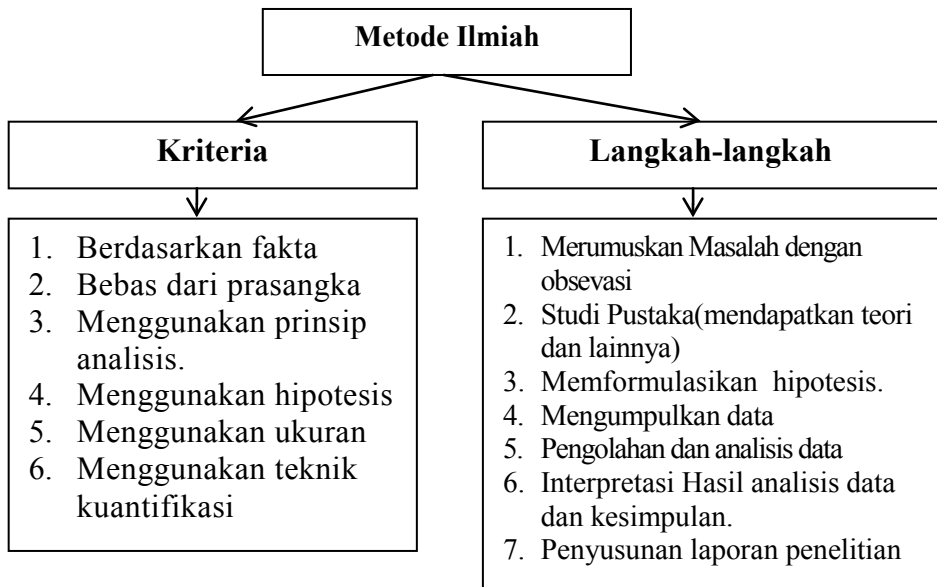 Metode Ilmiah
Kriteria
1. Berdasarkan fakta
2. Bebas dari prasangka
3. Menggunakan prinsip
analisis.
4. Menggunakan hipotesis
5. Menggunakan ukuran
6. Menggunakan teknik
kuantifikasi
Langkah-langkah
1. Merumuskan Masalah dengan
obsevasi
2. Studi Pustaka(mendapatkan teori
dan lainnya)
3. Memformulasikan hipotesis.
4. Mengumpulkan data
5. Pengolahan dan analisis data
6. Interpretasi Hasil analisis data
dan kesimpulan.
7. Penyusunan laporan penelitian